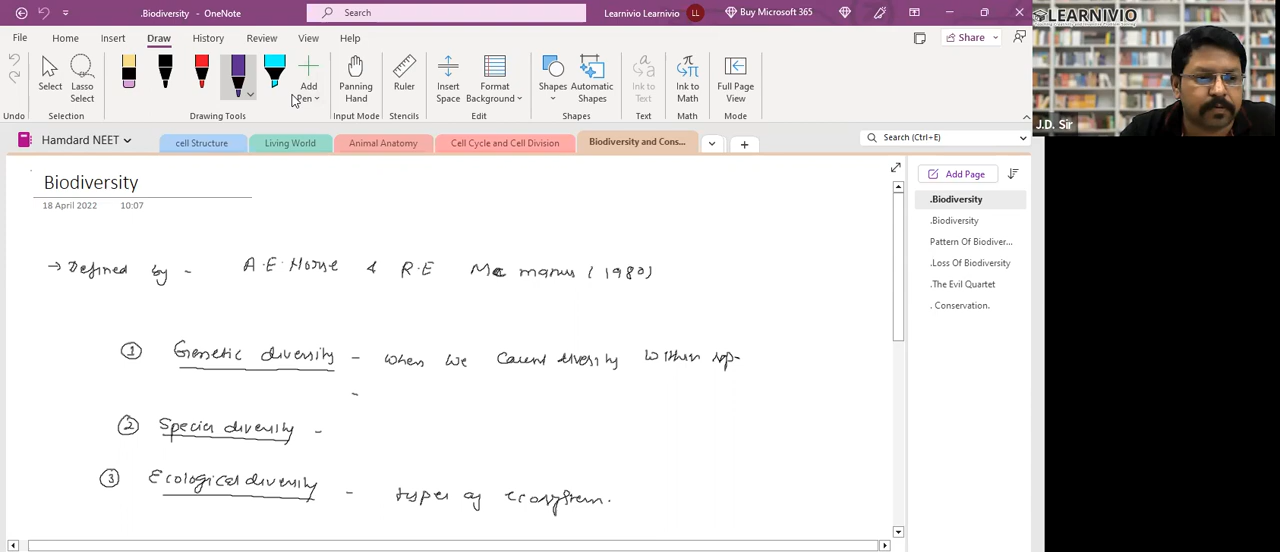 .Biodiversity - OneNote
Search
Learnivio Learnivio
LL
Buy Microsoft 365
LEARNIVIO
File Home Insert Draw History Review View Help
Share
Undo
Select
Lasso Select
Add Pen
Panning Hand
Ruler
Insert Space
Format Background
Shapes
Automatic Shapes
Ink to Text
Ink to Math
Full Page View
Selection
Drawing Tools
Input Mode
Stencils
Edit
Shapes
Text
Math
Mode
J.D. Sir
Hamdard NEET
cell Structure
Living World
Animal Anatomy
Cell Cycle and Cell Division
Biodiversity and Cons...
Search (Ctrl+E)
Add Page
.Biodiversity
.Biodiversity
Pattern Of Biodiver...
.Loss Of Biodiversity
.The Evil Quartet
. Conservation.
Biodiversity
18 April 2022 10:07
→ Defined by - A.E. Norse & R.E Mc manus (1980)
① Genetic diversity - when we count diversity within sp-
-
② Species diversity -
③ Ecological diversity - types of ecosystem.